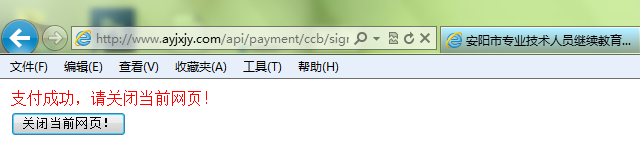 http://www.ayjxjy.com/api/payment/ccb/sign
安阳市专业技术人员继续教育...
文件(F) 编辑(E) 查看(V) 收藏夹(A) 工具(T) 帮助(H)
支付成功，请关闭当前网页！
关闭当前网页！